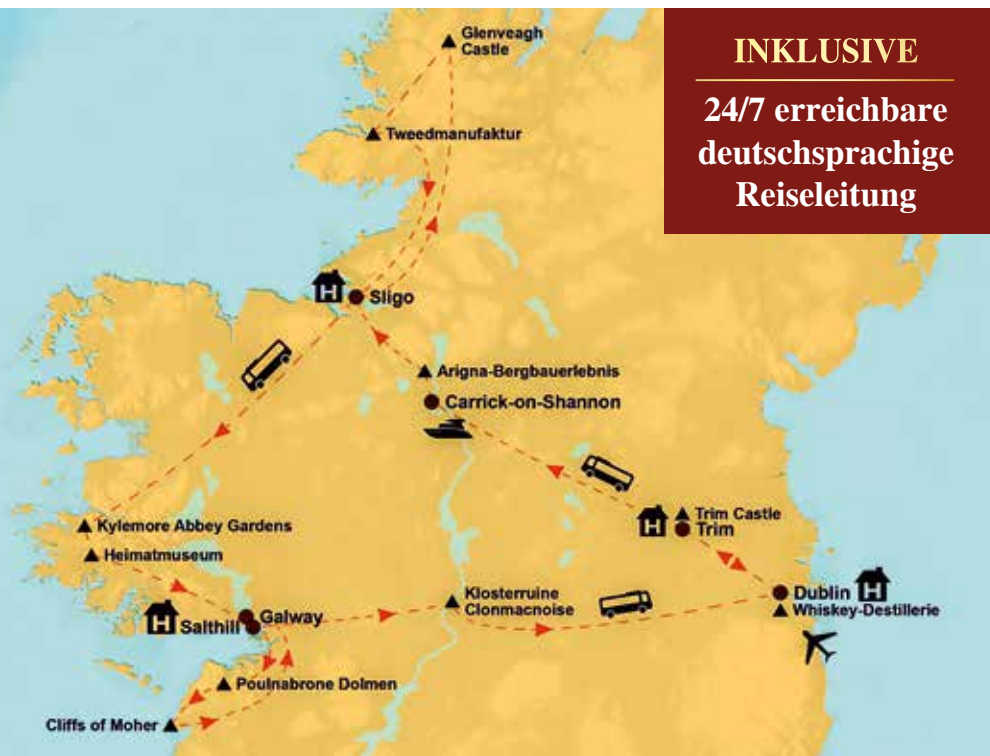 Glenveagh
Castle
INKLUSIVE
24/7 erreichbare
deutschsprachige
Reiseleitung
Tweedmanufaktur
H
Sligo
Arigna-Bergbauerlebnis
Carrick-on-Shannon
Kylemore Abbey Gardens
Heimatmuseum
Trim Castle
H
Trim
Klosterruine
Clonmacnoise
Dublin
H
Whiskey-Destillerie
H
Galway
Salthill
Poulnabrone Dolmen
Cliffs of Moher